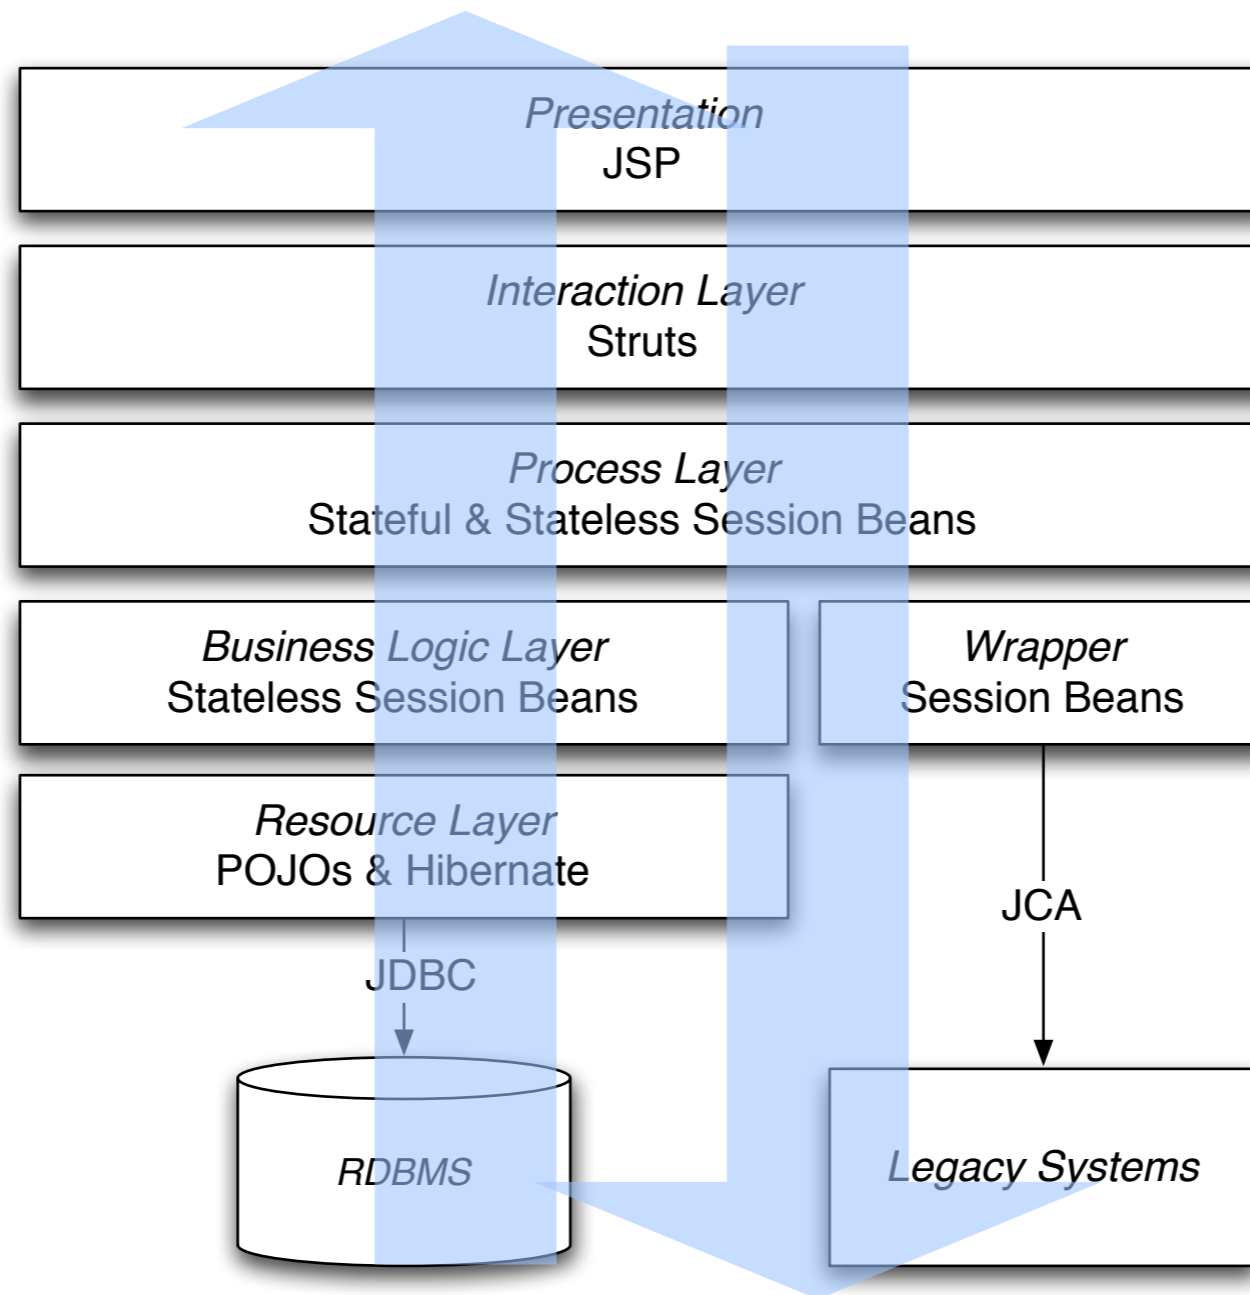 Presentation
JSP
Interaction Layer
Struts
Process Layer
Stateful & Stateless Session Beans
Business Logic Layer
Stateless Session Beans
Wrapper
Session Beans
Resource Layer
POJOs & Hibernate
JCA
JDBC
RDBMS
Legacy Systems